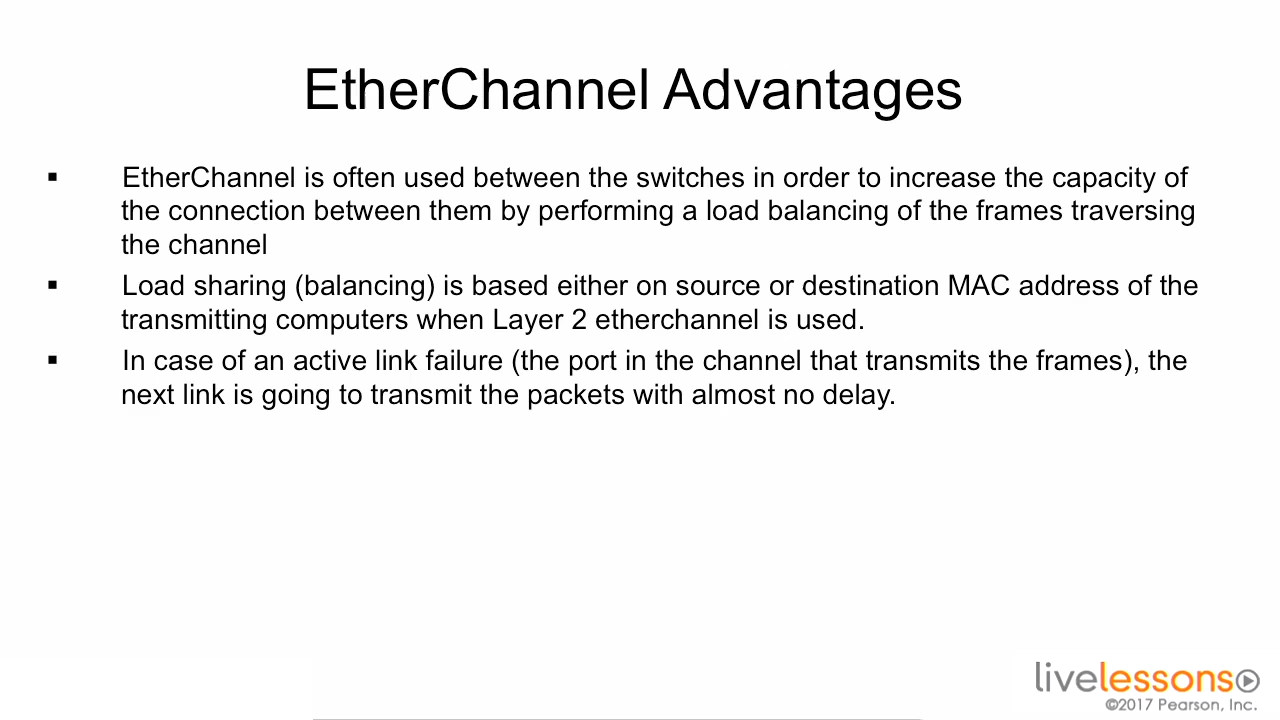 EtherChannel Advantages
▪ EtherChannel is often used between the switches in order to increase the capacity of
the connection between them by performing a load balancing of the frames traversing
the channel
▪ Load sharing (balancing) is based either on source or destination MAC address of the
transmitting computers when Layer 2 etherchannel is used.
▪ In case of an active link failure (the port in the channel that transmits the frames), the
next link is going to transmit the packets with almost no delay.
livelessons
©2017 Pearson, Inc.